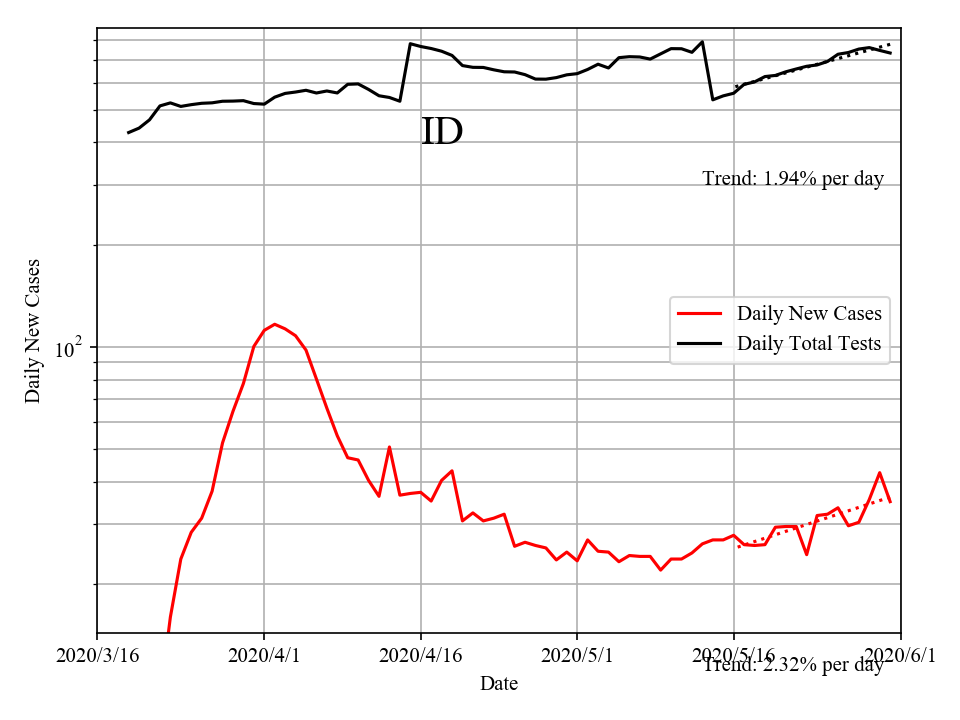 ID
Trend: 1.94% per day
Daily New Cases
Daily Total Tests
Daily New Cases
10^2
2020/3/16 2020/4/1 2020/4/16 2020/5/1 2020/5/16 2020/6/1
Trend: 2.32% per day
Date